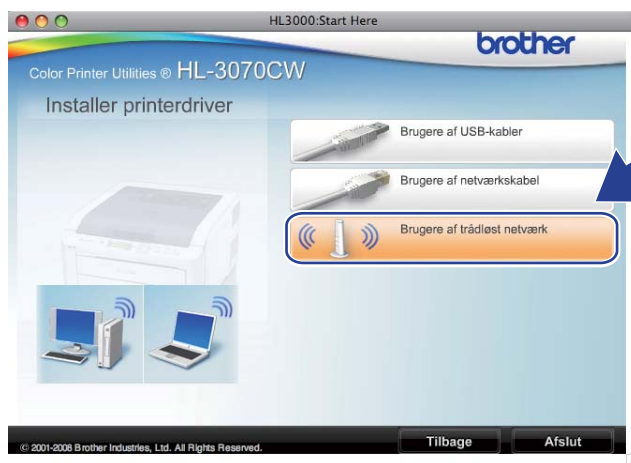 HL3000:Start Here
brother
Color Printer Utilities ® HL-3070CW
Installer printerdriver
Brugere af USB-kabler
Brugere af netværkskabel
Brugere af trådløst netværk
© 2001-2008 Brother Industries, Ltd. All Rights Reserved.
Tilbage
Afslut